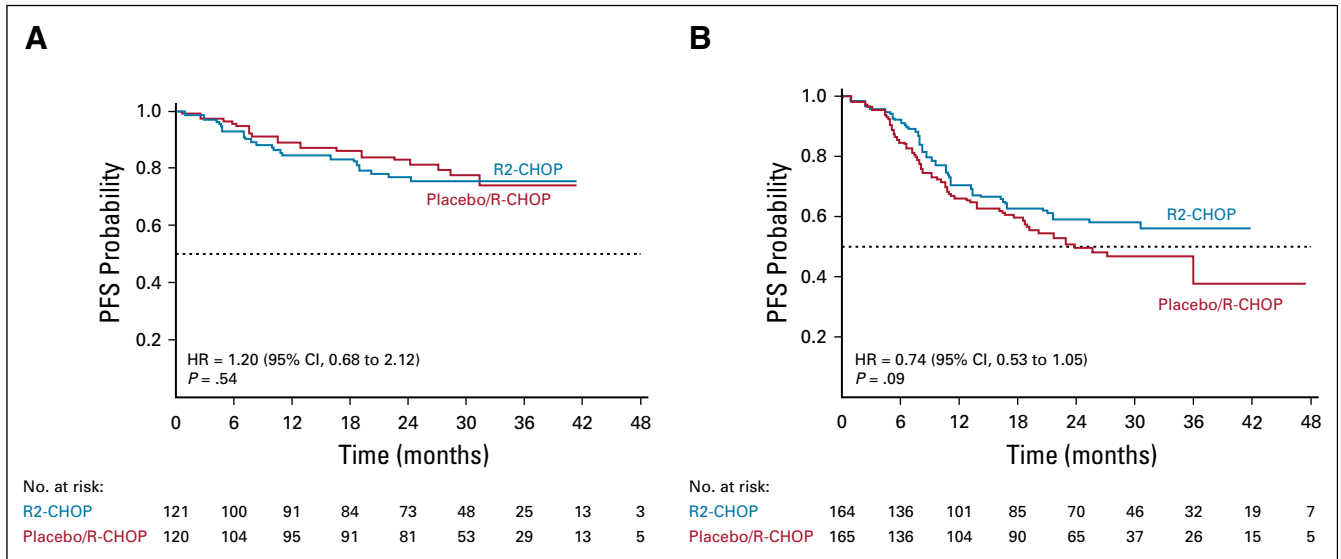 A
PFS Probability
1.0
0.8
0.6
0.4
0.2
R2-CHOP
Placebo/R-CHOP
HR = 1.20 (95% CI, 0.68 to 2.12)
P = .54
0 6 12 18 24 30 36 42 48
Time (months)
No. at risk:
R2-CHOP 121 100 91 84 73 48 25 13 3
Placebo/R-CHOP 120 104 95 91 81 53 29 13 5
B
PFS Probability
1.0
0.8
0.6
0.4
0.2
R2-CHOP
Placebo/R-CHOP
HR = 0.74 (95% CI, 0.53 to 1.05)
P = .09
0 6 12 18 24 30 36 42 48
Time (months)
No. at risk:
R2-CHOP 164 136 101 85 70 46 32 19 7
Placebo/R-CHOP 165 136 104 90 65 37 26 15 5